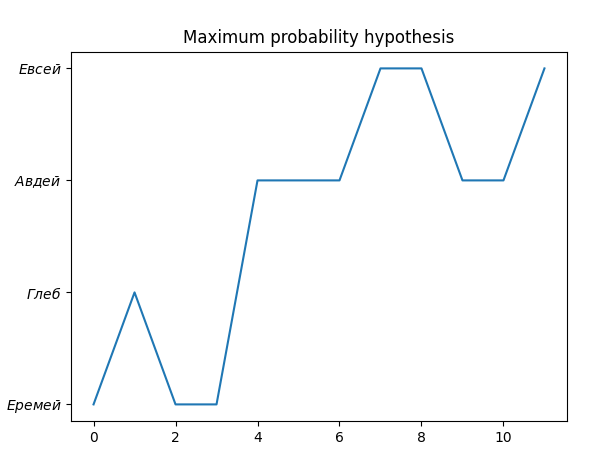 Maximum probability hypothesis
Евсей
Авдей
Глеб
Еремей
0 2 4 6 8 10